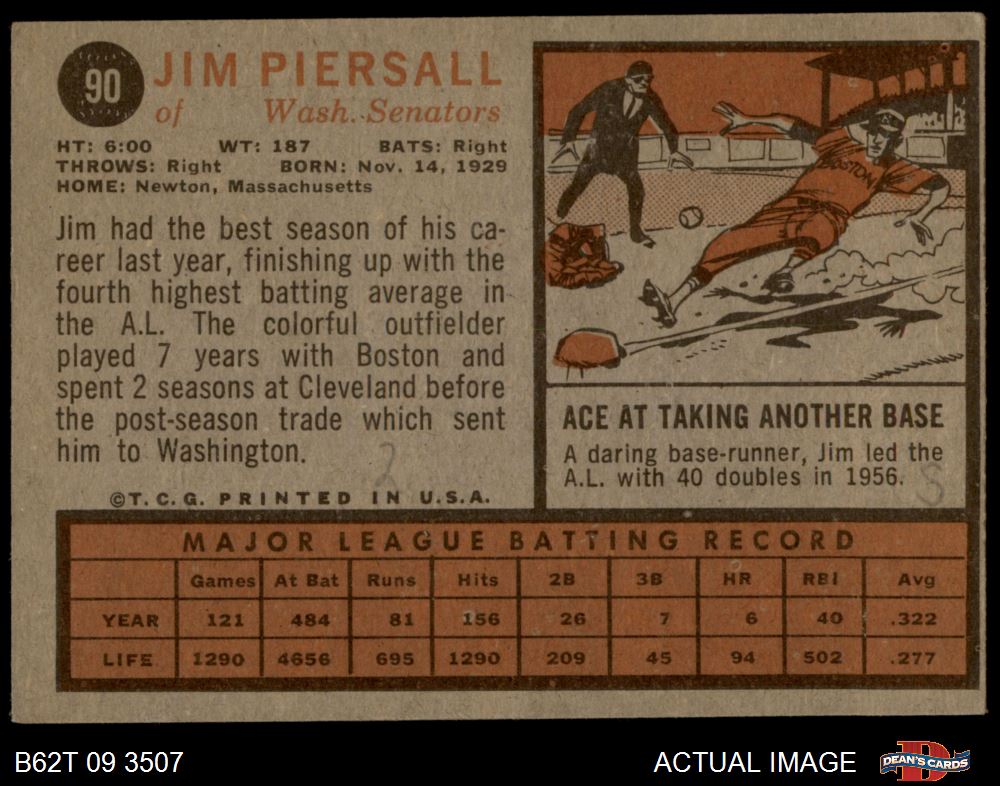 90
JIM PIERSALL
of Wash. Senators
HT: 6:00 WT: 187 BATS: Right
THROWS: Right BORN: Nov. 14, 1929
HOME: Newton, Massachusetts
Jim had the best season of his ca-
reer last year, finishing up with the
fourth highest batting average in
the A.L. The colorful outfielder
played 7 years with Boston and
spent 2 seasons at Cleveland before
the post-season trade which sent
him to Washington.
2
©T.C.G. PRINTED IN U.S.A.
BOSTON
ACE AT TAKING ANOTHER BASE
A daring base-runner, Jim led the
A.L. with 40 doubles in 1956.
S
MAJOR LEAGUE BATTING RECORD
Games At Bat Runs Hits 2B 3B HR RBI Avg
YEAR 121 484 81 156 26 7 6 40 .322
LIFE 1290 4656 695 1290 209 45 94 502 .277
B62T 09 3507
ACTUAL IMAGE
DEAN'S CARDS